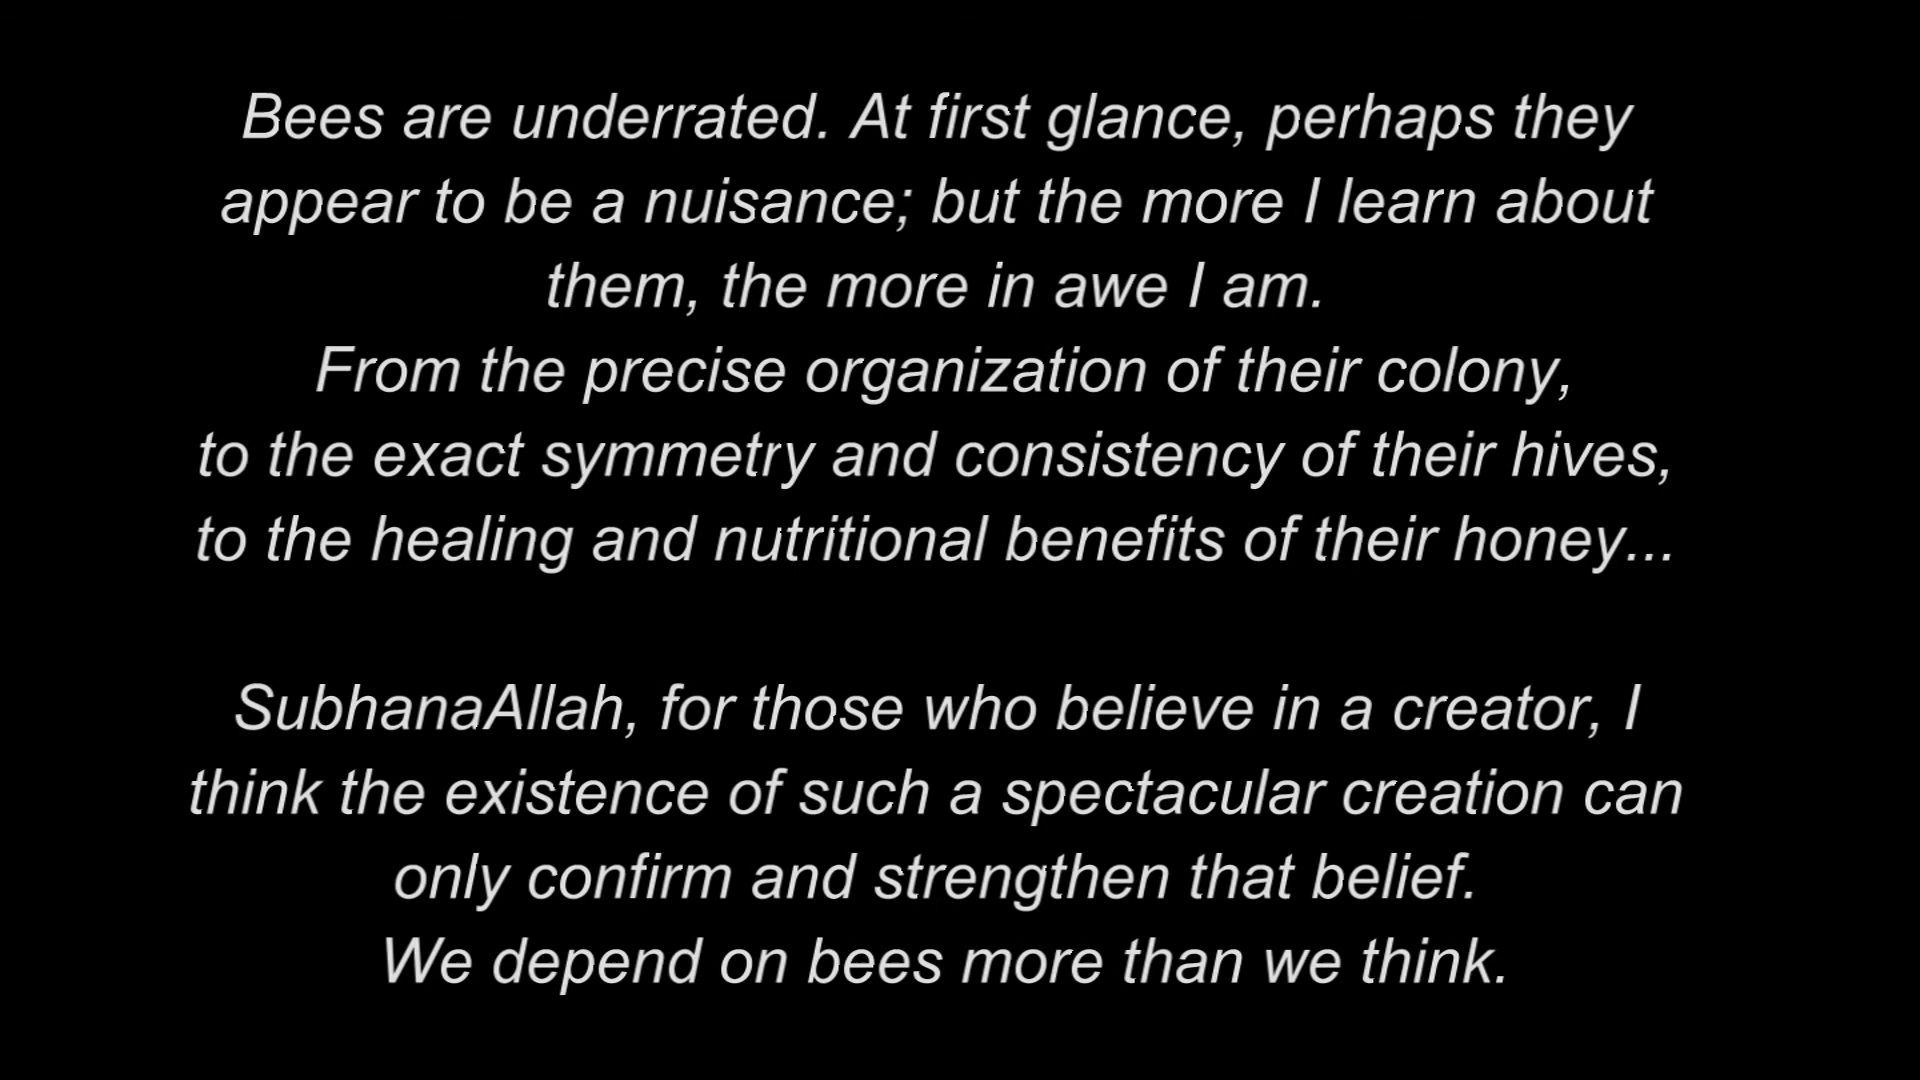 Bees are underrated. At first glance, perhaps they
appear to be a nuisance; but the more I learn about
them, the more in awe I am.
From the precise organization of their colony,
to the exact symmetry and consistency of their hives,
to the healing and nutritional benefits of their honey...
SubhanaAllah, for those who believe in a creator, I
think the existence of such a spectacular creation can
only confirm and strengthen that belief.
We depend on bees more than we think.